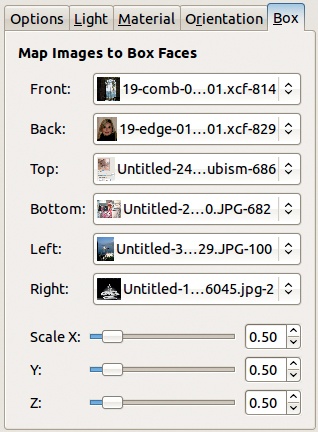 Options Light Material Orientation Box
Map Images to Box Faces
Front: 19-comb-0...01.xcf-814
Back: 19-edge-01...01.xcf-829
Top: Untitled-24...ubism-686
Bottom: Untitled-2...0.JPG-682
Left: Untitled-3...29.JPG-100
Right: Untitled-1...6045.jpg-2
Scale X: 0.50
Y: 0.50
Z: 0.50